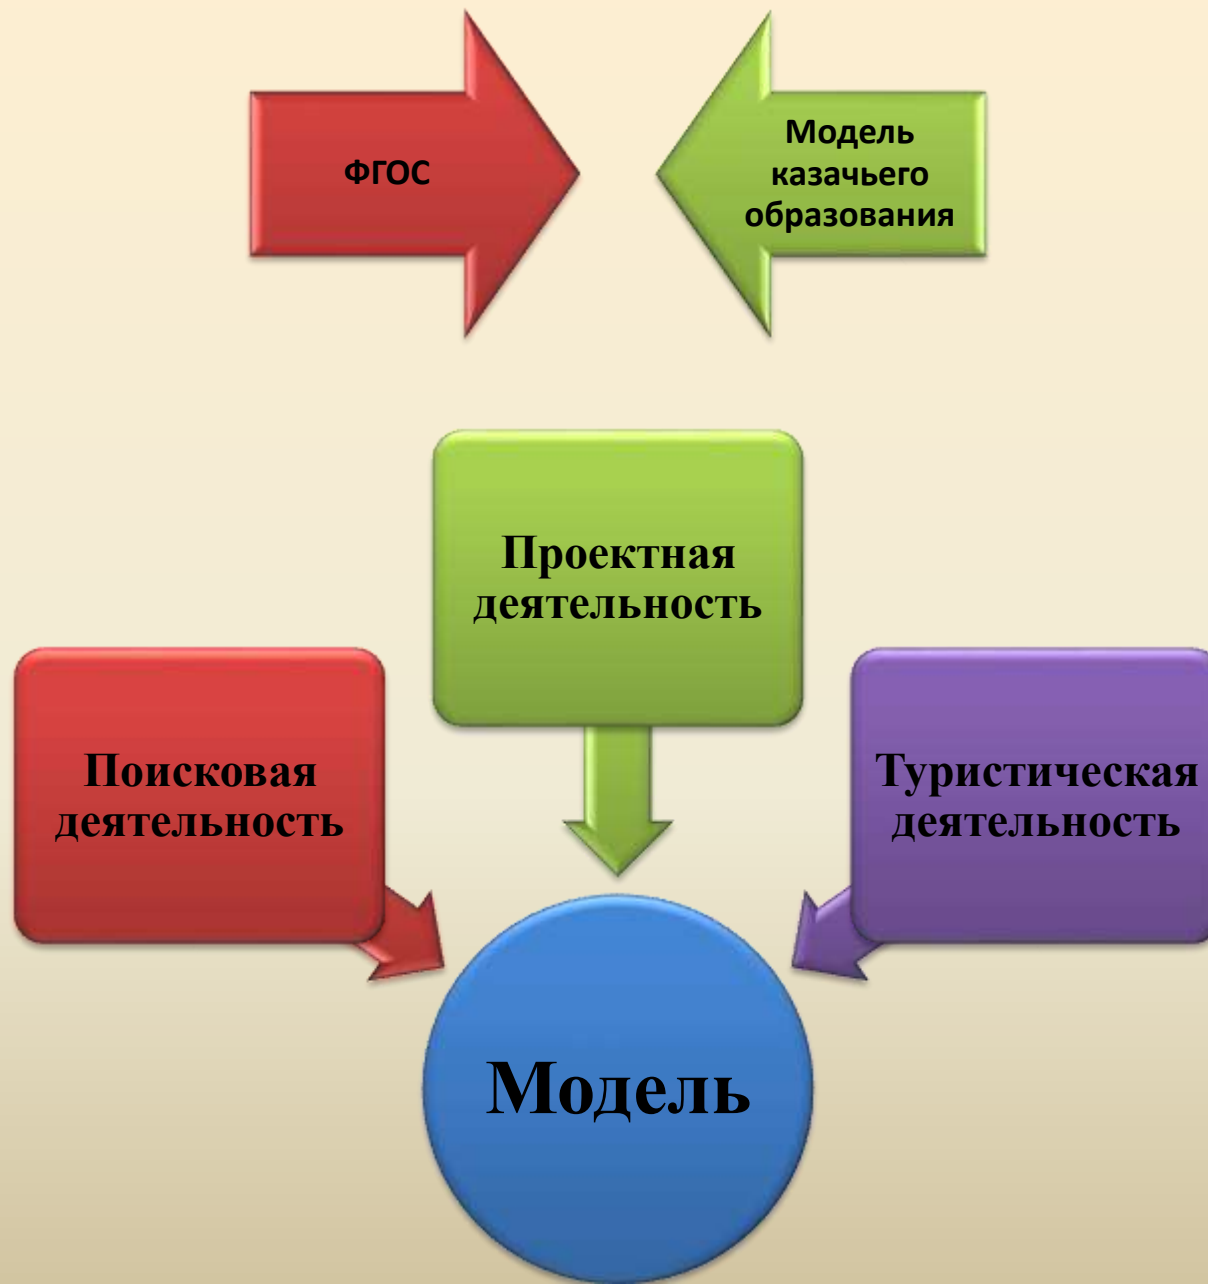 ФГОС
Модель
казачьего
образования
Проектная
деятельность
Поисковая
деятельность
Туристическая
деятельность
Модель